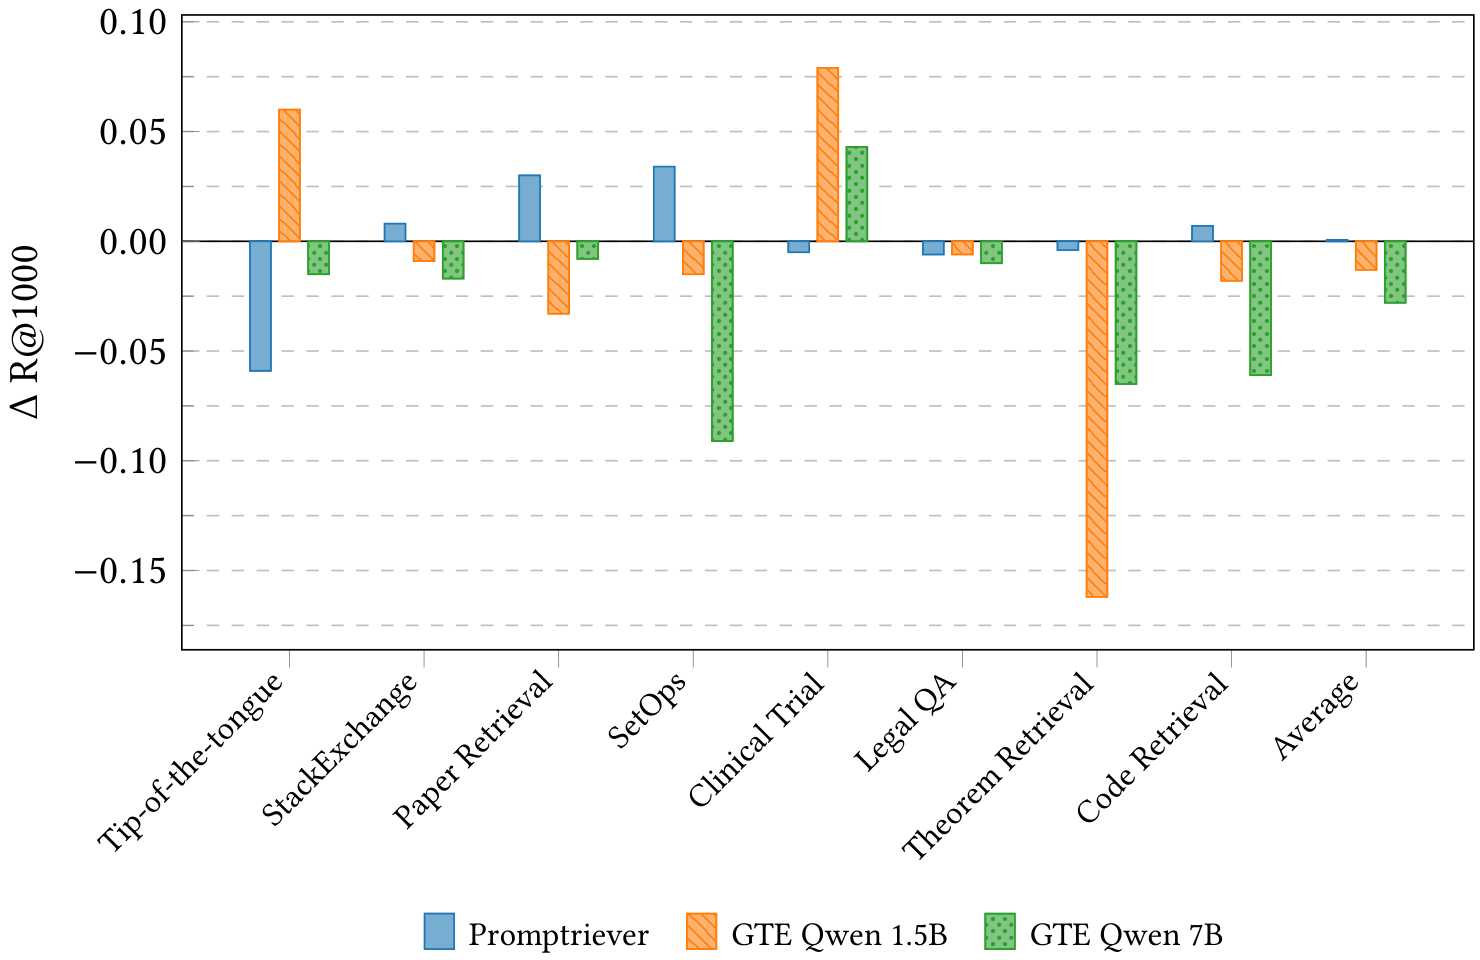 0.10
0.05
0.00
−0.05
−0.10
−0.15
Δ R@1000
Tip-of-the-tongue
StackExchange
Paper Retrieval
SetOps
Clinical Trial
Legal QA
Theorem Retrieval
Code Retrieval
Average
Promptriever
GTE Qwen 1.5B
GTE Qwen 7B